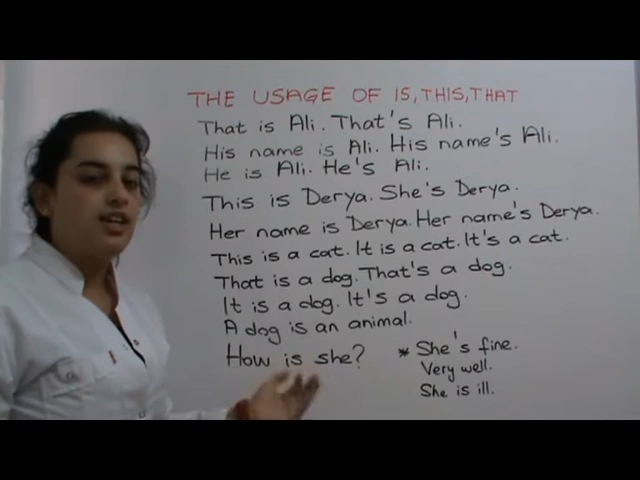 THE USAGE OF IS, THIS, THAT
That is Ali. That's Ali.
His name is Ali. His name's Ali.
He is Ali. He's Ali.
This is Derya. She's Derya.
Her name is Derya. Her name's Derya.
This is a cat. It is a cat. It's a cat.
That is a dog. That's a dog.
It is a dog. It's a dog.
A dog is an animal.
How is she? * She's fine.
Very well.
She is ill.